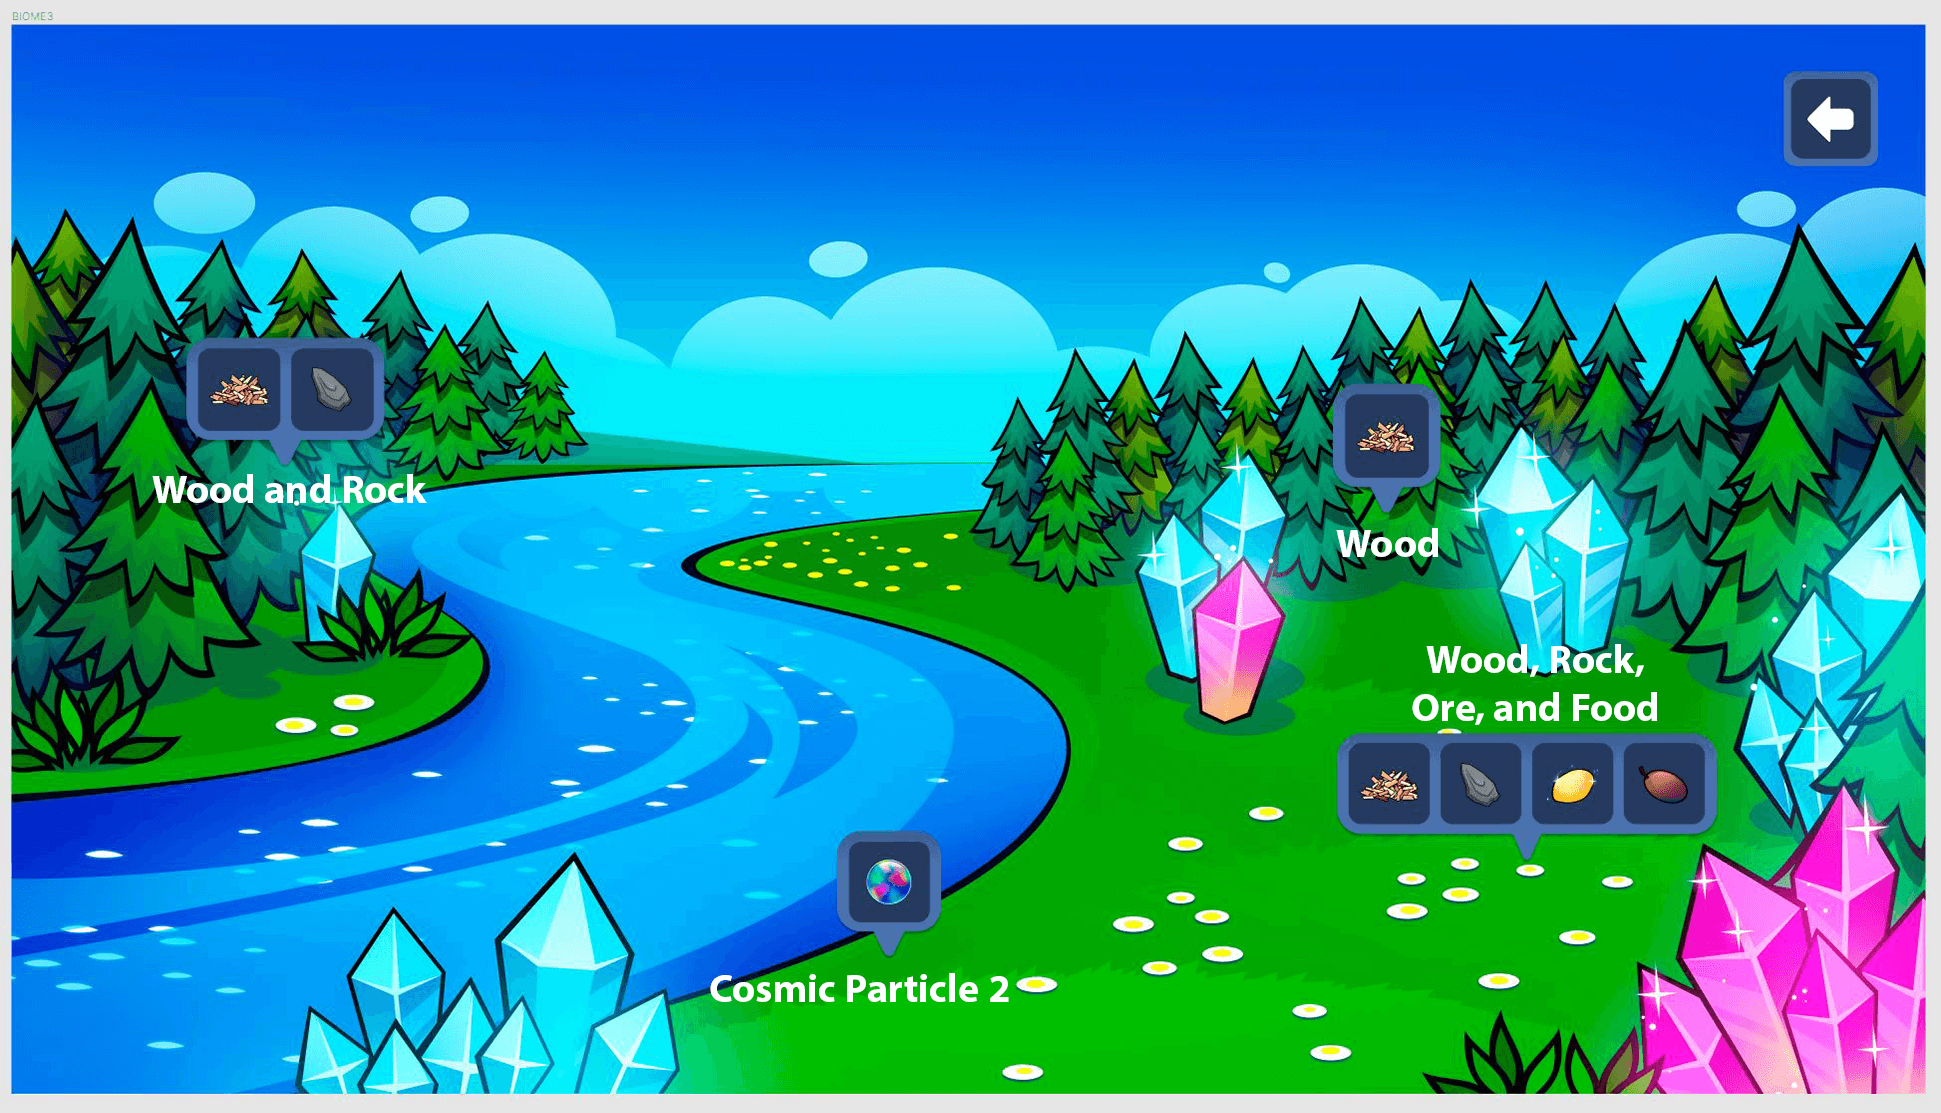 BIOME3
Wood and Rock
Wood
Wood, Rock,
Ore, and Food
Cosmic Particle 2